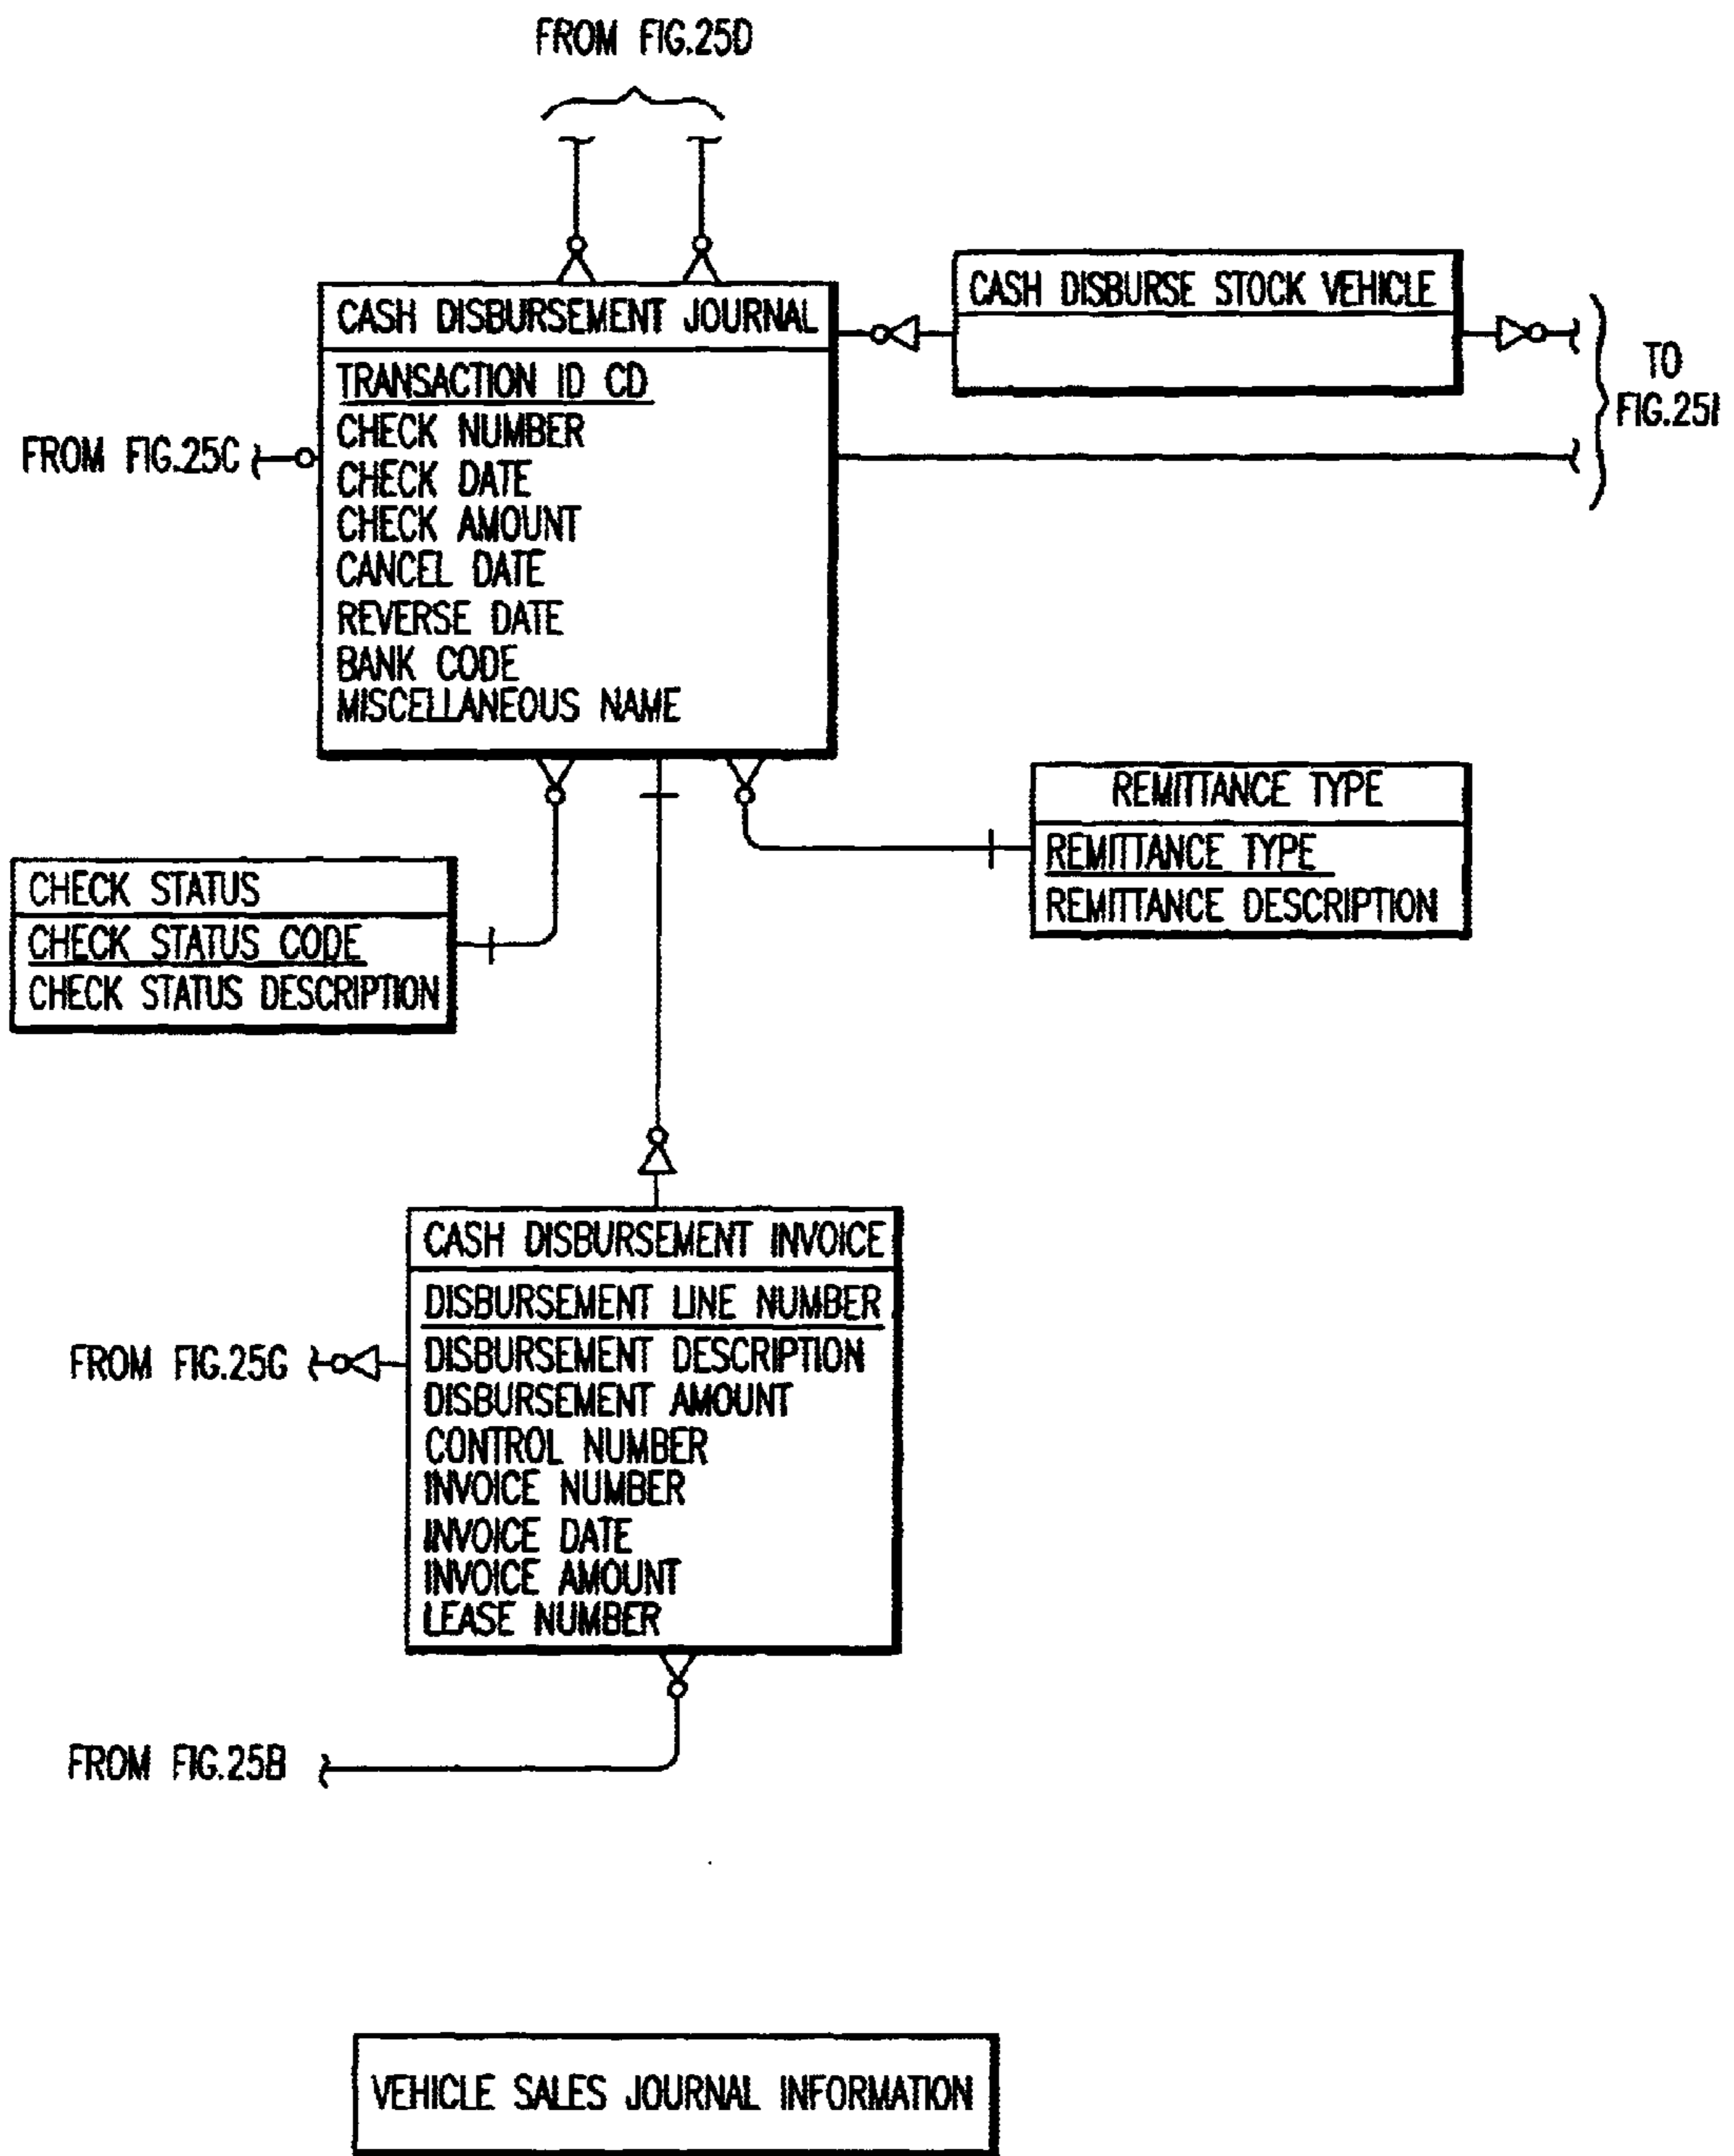 FROM FIG.25D
CASH DISBURSEMENT JOURNAL
TRANSACTION ID CD
CHECK NUMBER
CHECK DATE
CHECK AMOUNT
CANCEL DATE
REVERSE DATE
BANK CODE
MISCELLANEOUS NAME
CASH DISBURSE STOCK VEHICLE
TO
FIG.25I
FROM FIG.25C
REMITTANCE TYPE
REMITTANCE TYPE
REMITTANCE DESCRIPTION
CHECK STATUS
CHECK STATUS CODE
CHECK STATUS DESCRIPTION
CASH DISBURSEMENT INVOICE
DISBURSEMENT LINE NUMBER
DISBURSEMENT DESCRIPTION
DISBURSEMENT AMOUNT
CONTROL NUMBER
INVOICE NUMBER
INVOICE DATE
INVOICE AMOUNT
LEASE NUMBER
FROM FIG.25G
FROM FIG.25B
VEHICLE SALES JOURNAL INFORMATION